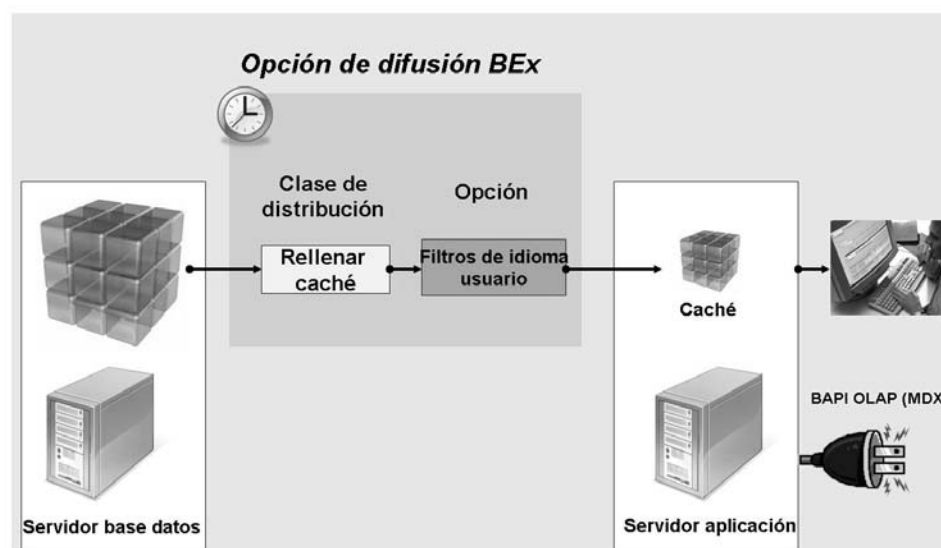 Opción de difusión BEx
Clase de
distribución
Opción
Rellenar
caché
Filtros de idioma
usuario
Caché
BAPI OLAP (MDX
Servidor base datos
Servidor aplicación